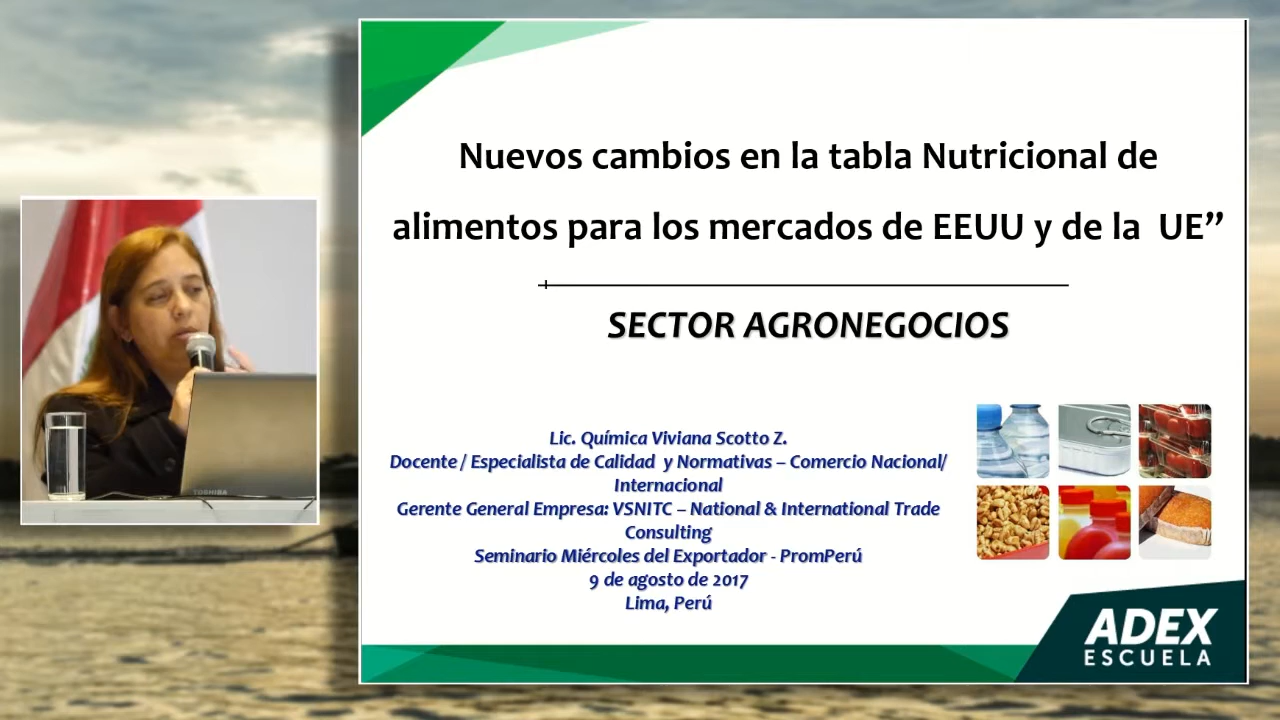 Nuevos cambios en la tabla Nutricional de
alimentos para los mercados de EEUU y de la UE”
SECTOR AGRONEGOCIOS
Lic. Química Viviana Scotto Z.
Docente / Especialista de Calidad y Normativas – Comercio Nacional/
Internacional
Gerente General Empresa: VSNITC – National & International Trade
Consulting
Seminario Miércoles del Exportador - PromPerú
9 de agosto de 2017
Lima, Perú
ADEX
ESCUELA
TOSHIBA